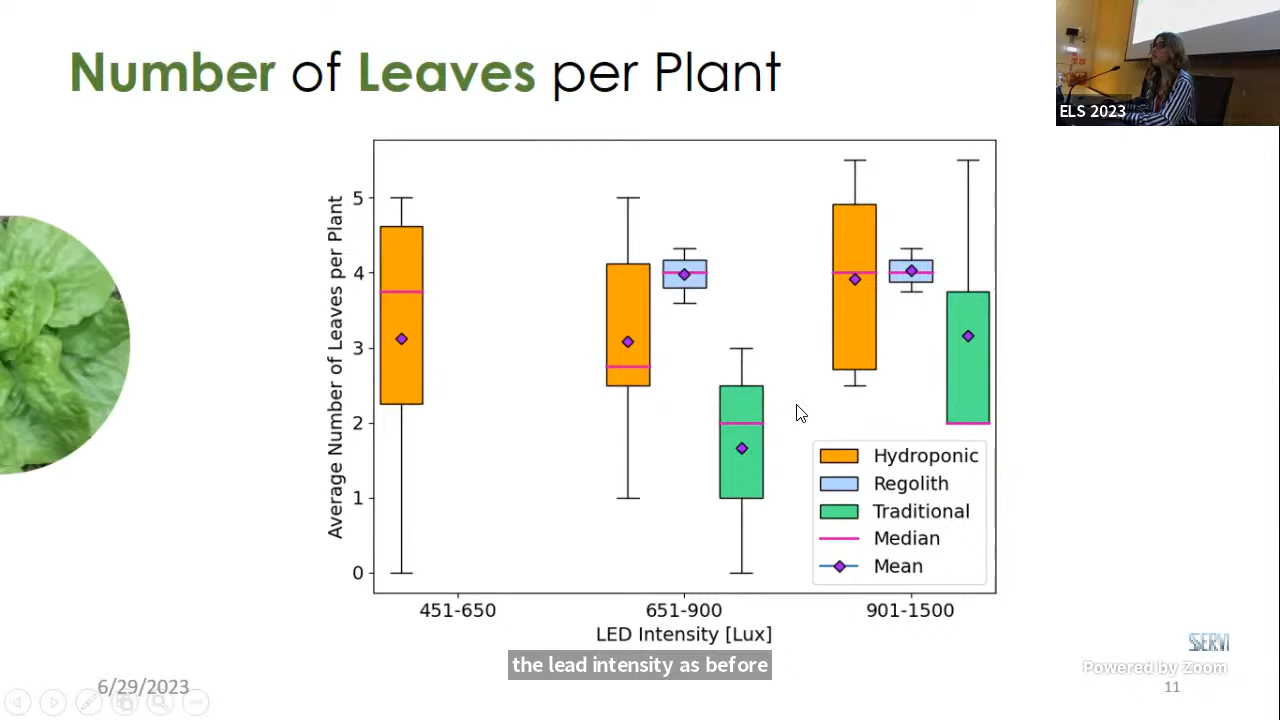 Number of Leaves per Plant
ELS 2023
Average Number of Leaves per Plant
5
4
3
2
1
0
Hydroponic
Regolith
Traditional
Median
Mean
451-650
651-900
901-1500
LED Intensity [Lux]
the lead intensity as before
SERVI
Powered by Zoom
6/29/2023
11